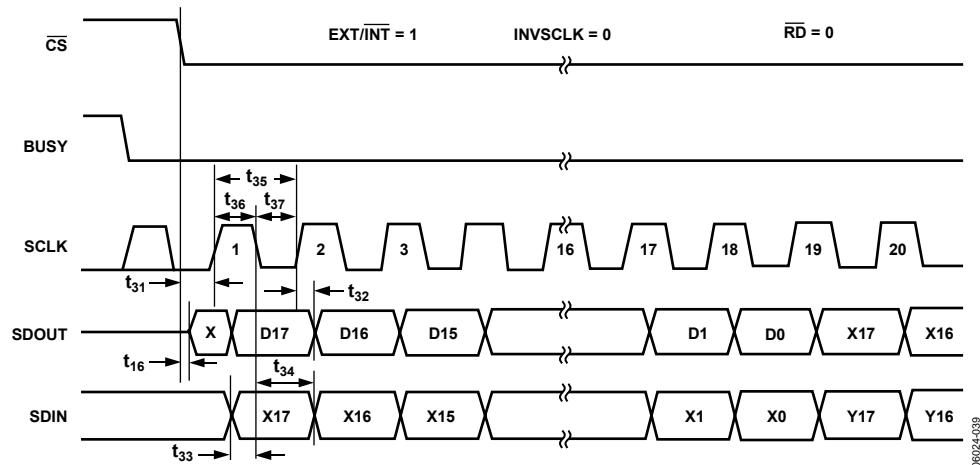 CS EXT/INT = 1 INVSCLK = 0 RD = 0
BUSY
t35
t36 t37
SCLK 1 2 3 16 17 18 19 20
t31 t32
SDOUT X D17 D16 D15 D1 D0 X17 X16
t16 t34
SDIN X17 X16 X15 X1 X0 Y17 Y16
t33
06024-039